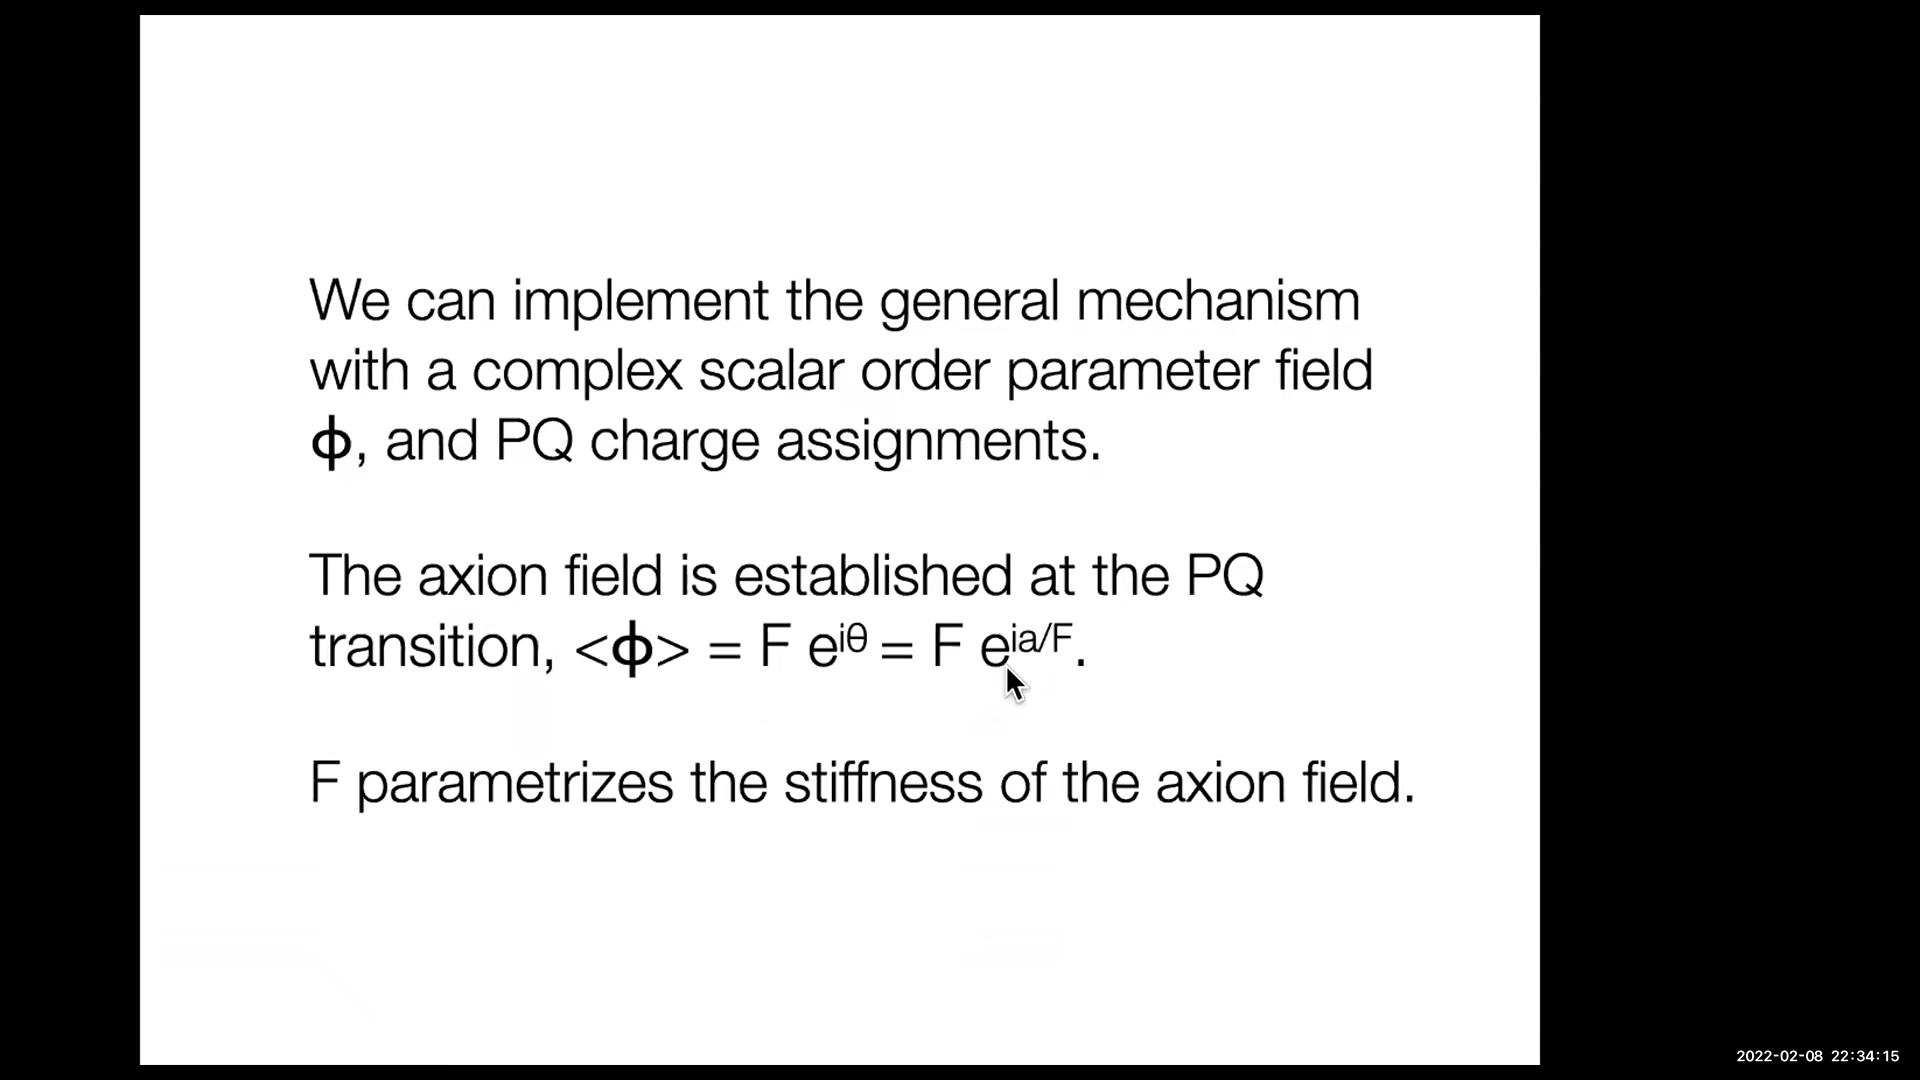 We can implement the general mechanism
with a complex scalar order parameter field
ϕ, and PQ charge assignments.
The axion field is established at the PQ
transition, <ϕ> = F e^{iθ} = F e^{ia/F}.
F parametrizes the stiffness of the axion field.
2022-02-08 22:34:15